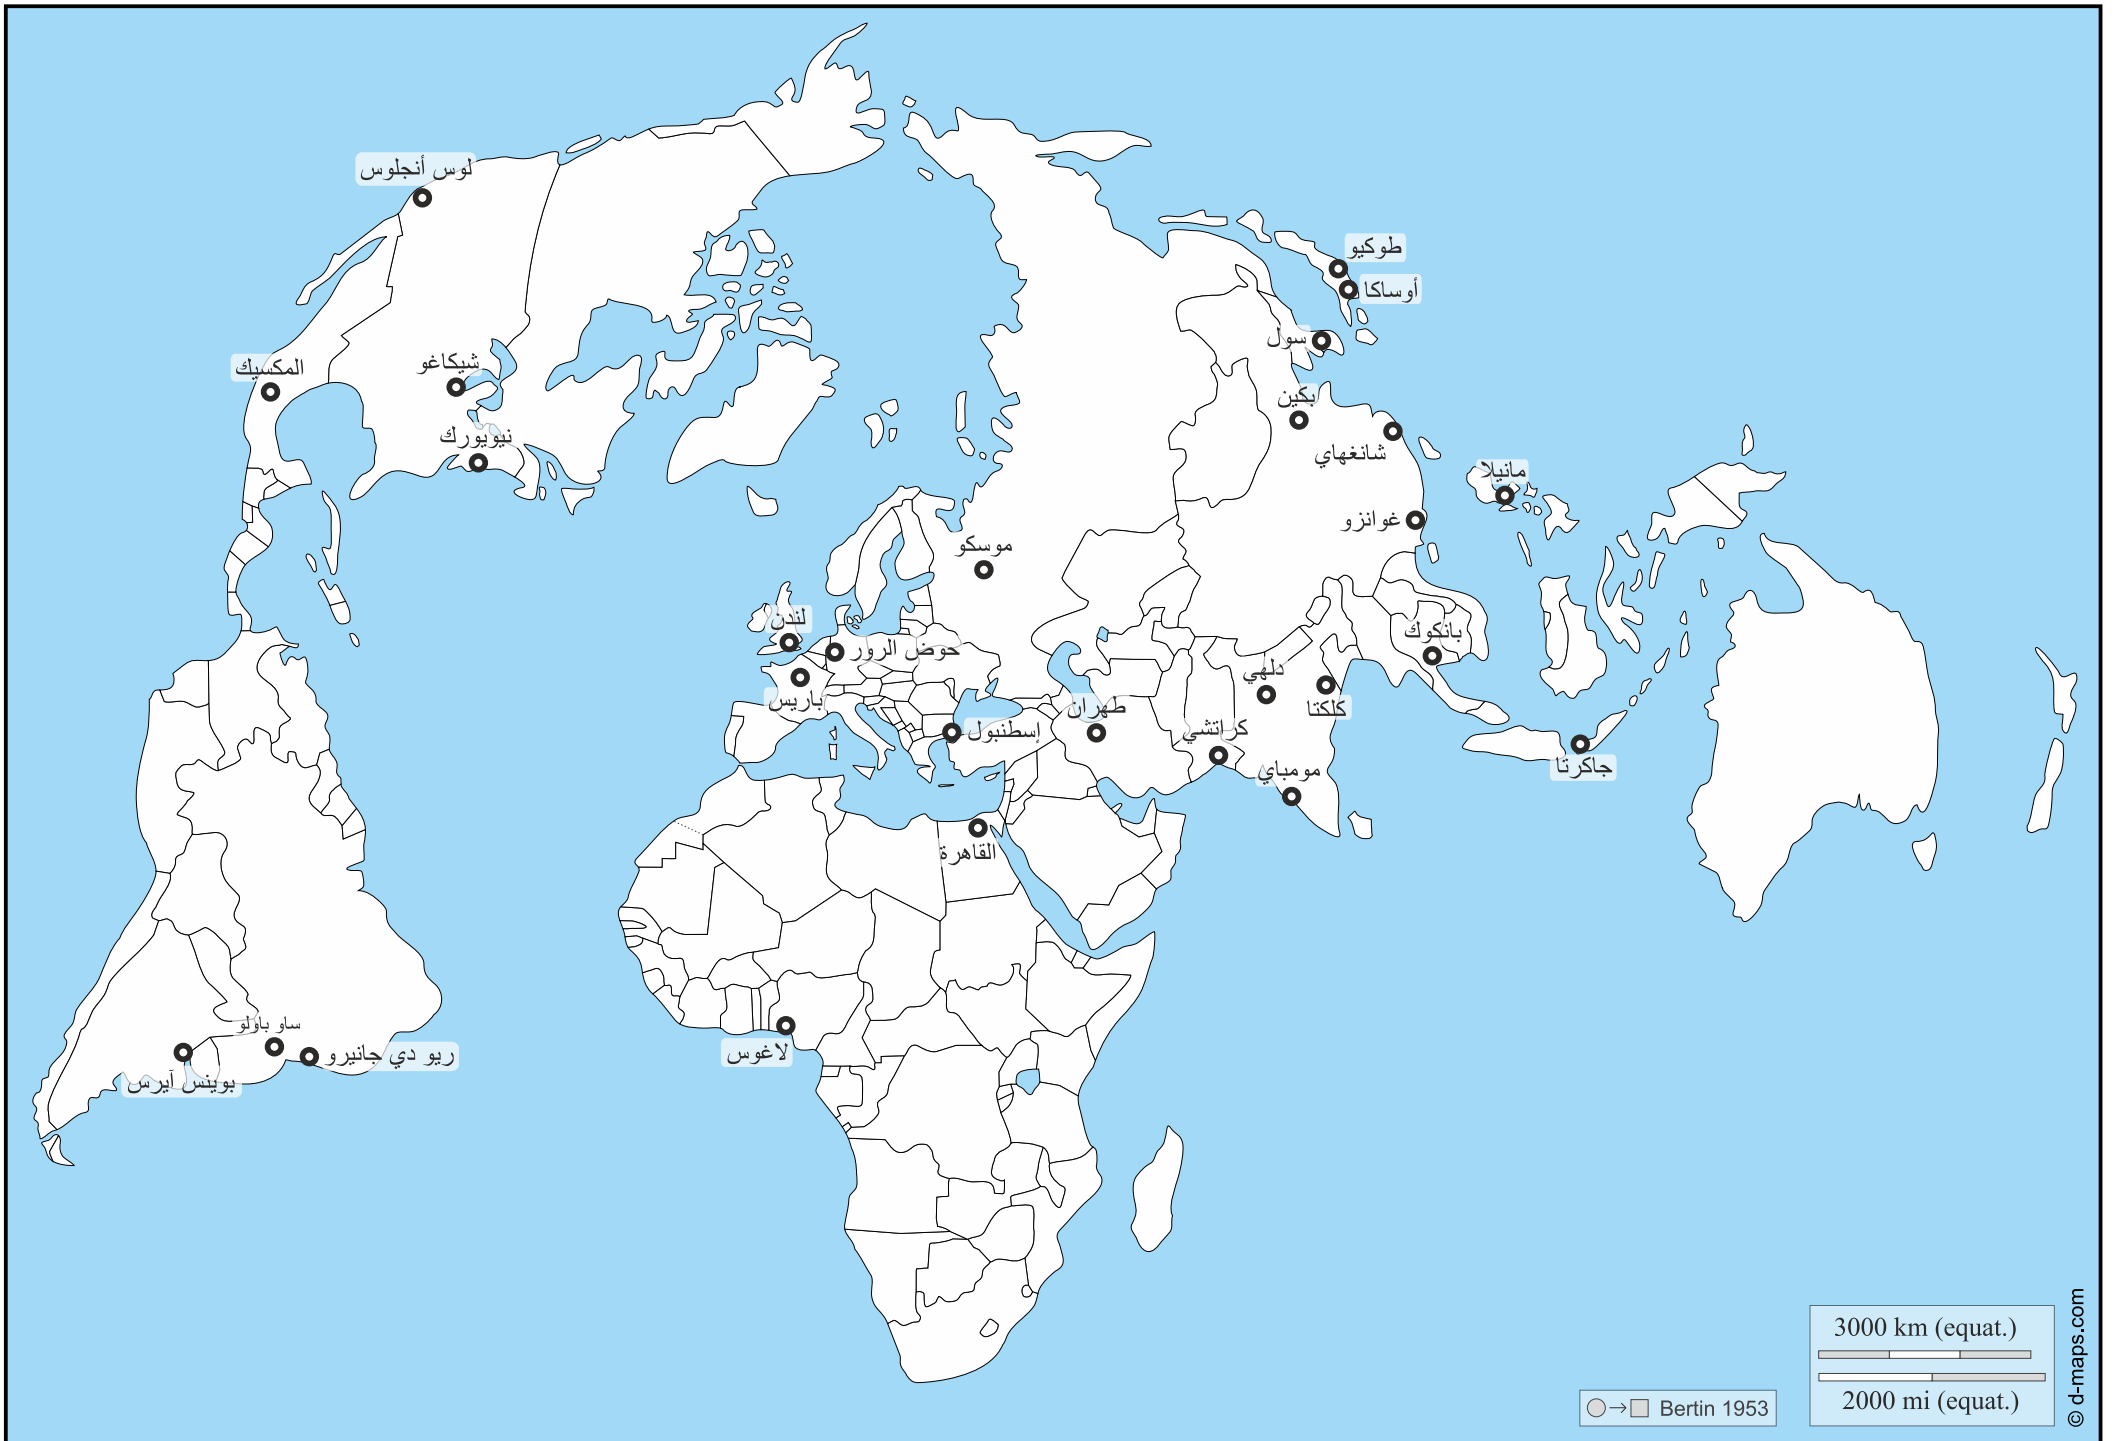 لوس أنجلوس
طوكيو
أوساكا
سول
شيكاغو
المكسيك
بكين
نيويورك
شانغهاي
مانيلا
غوانزو
موسكو
لندن
بانكوك
حوض الرور
دلهي
باريس
كلكتا
طهران
كراتشي
إسطنبول
جاكرتا
مومباي
القاهرة
ساو باولو
لاغوس
ريو دي جانيرو
بوينس آيرس
3000 km (equat.)
2000 mi (equat.)
Bertin 1953
© d-maps.com